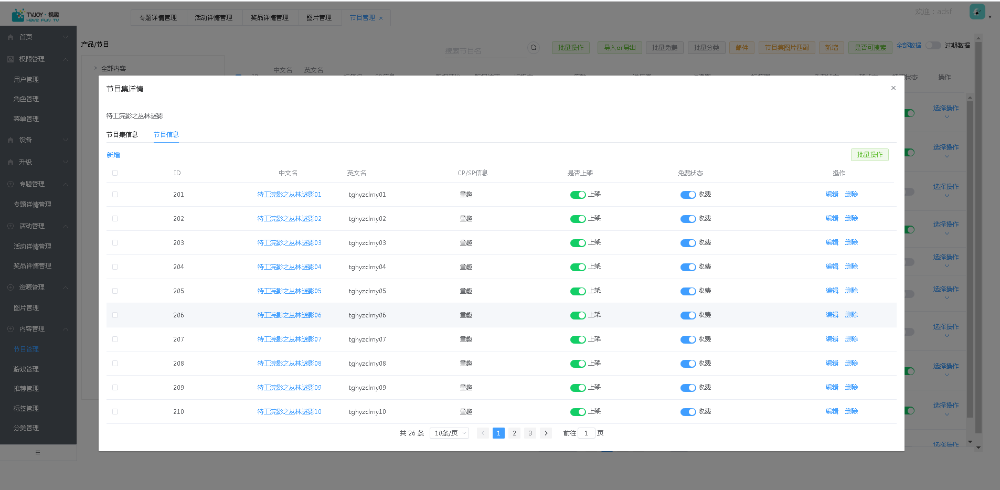 TVJOY · 视趣
HAVE FUN TV
专题详情管理
活动详情管理
奖品详情管理
图片管理
节目管理 ×
欢迎：adsf
首页
权限管理
用户管理
角色管理
菜单管理
设备
升级
专题管理
专题详情管理
活动管理
活动详情管理
奖品详情管理
资源管理
图片管理
内容管理
节目管理
游戏管理
推荐管理
标签管理
分类管理
产品/节目
搜索节目名
批量操作
导入or导出
批量免费
批量分类
邮件
节目集图片匹配
新增
是否可搜索
全部数据
过期数据
全部内容
中文名 英文名
操作
节目集详情 ×
特工浣影之丛林谜影
节目集信息 节目信息
新增 批量操作
ID 中文名 英文名 CP/SP信息 是否上架 免费状态 操作
201 特工浣影之丛林谜影01 tghyzclmy01 童趣 上架 收费 编辑 删除
202 特工浣影之丛林谜影02 tghyzclmy02 童趣 上架 收费 编辑 删除
203 特工浣影之丛林谜影03 tghyzclmy03 童趣 上架 收费 编辑 删除
204 特工浣影之丛林谜影04 tghyzclmy04 童趣 上架 收费 编辑 删除
205 特工浣影之丛林谜影05 tghyzclmy05 童趣 上架 收费 编辑 删除
206 特工浣影之丛林谜影06 tghyzclmy06 童趣 上架 收费 编辑 删除
207 特工浣影之丛林谜影07 tghyzclmy07 童趣 上架 收费 编辑 删除
208 特工浣影之丛林谜影08 tghyzclmy08 童趣 上架 收费 编辑 删除
209 特工浣影之丛林谜影09 tghyzclmy09 童趣 上架 收费 编辑 删除
210 特工浣影之丛林谜影10 tghyzclmy10 童趣 上架 收费 编辑 删除
共 26 条 10条/页 < 1 2 3 > 前往 1 页
选择操作
选择操作
选择操作
选择操作
选择操作
选择操作
选择操作
选择操作
选择操作
选择操作